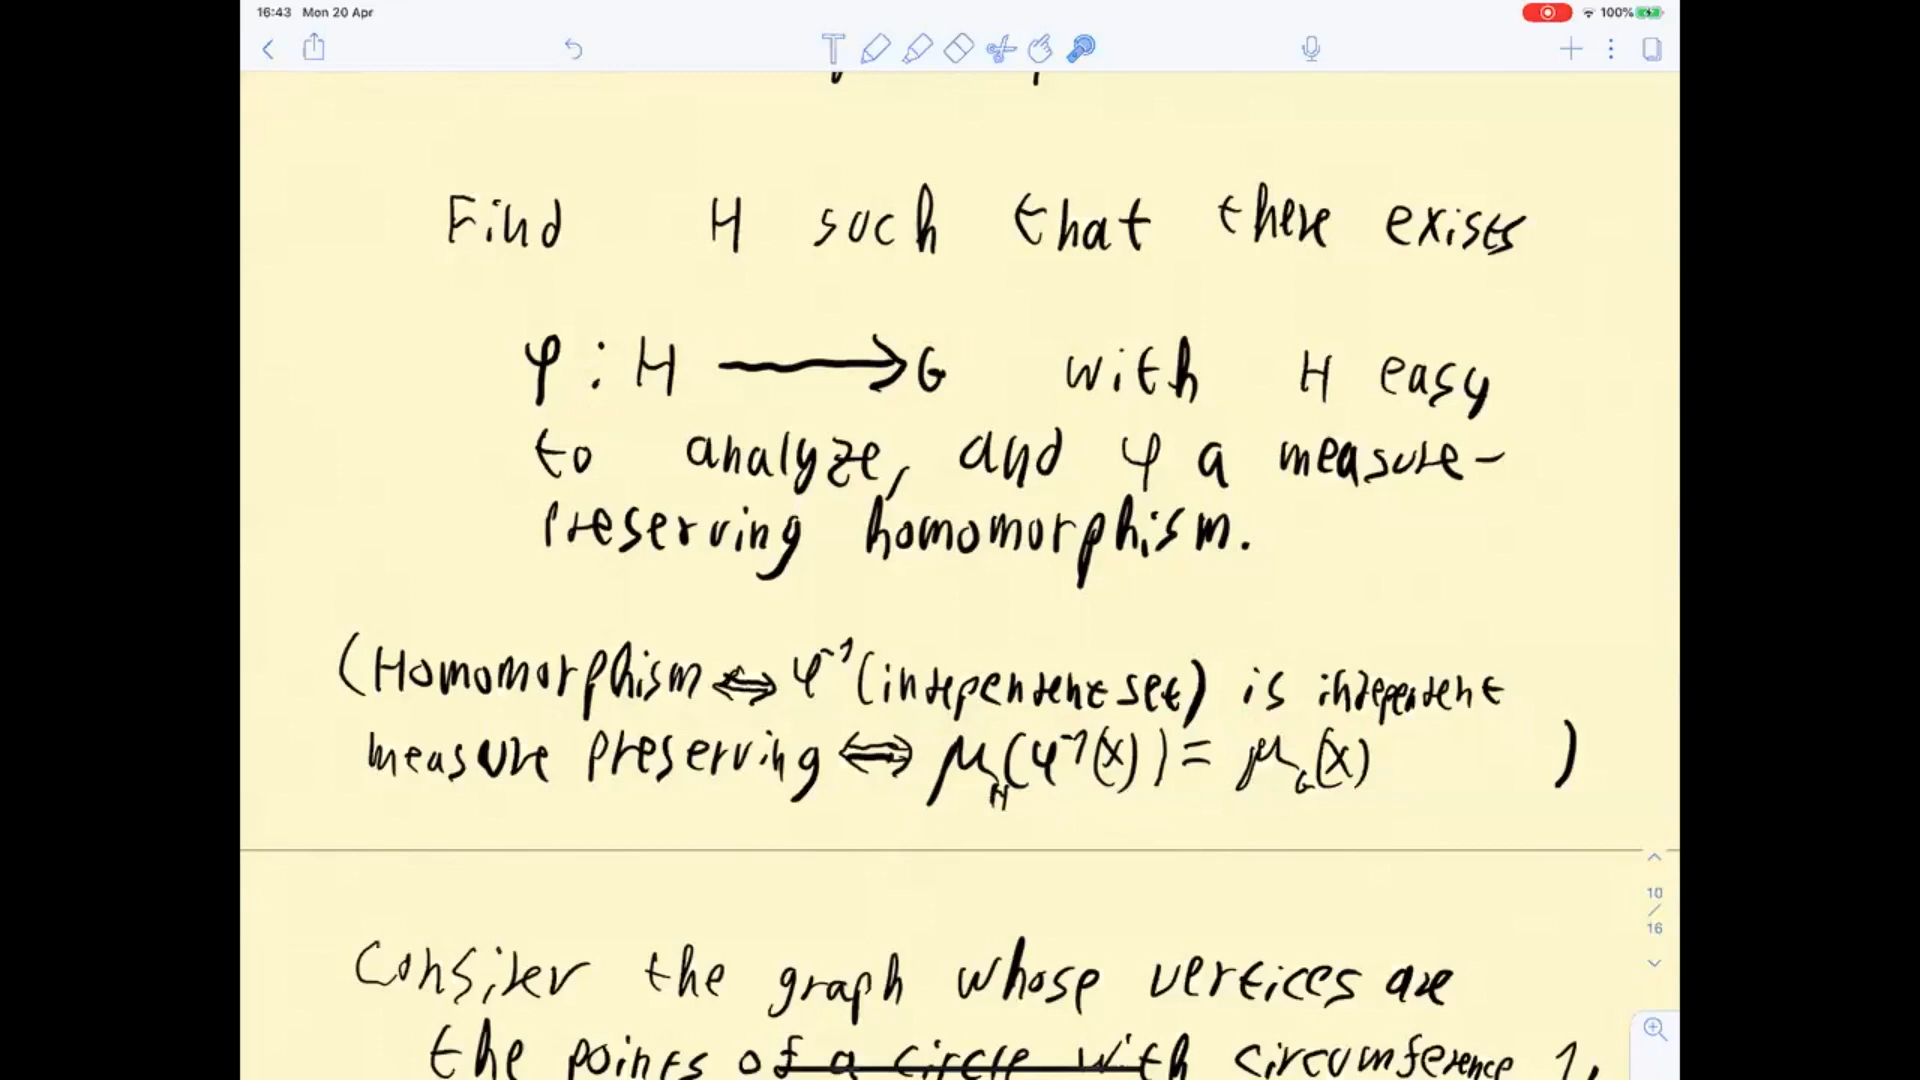 16:43 Mon 20 Apr
100%
Find H such that there exists
φ : H ⟶ G with H easy
to analyze, and φ a measure-
preserving homomorphism.
(Homomorphism ⇔ φ⁻¹(independent set) is independent
measure preserving ⇔ μ_H(φ⁻¹(x)) = μ_G(x) )
10
/
16
Consider the graph whose vertices are
the points of a circle with circumference 1,